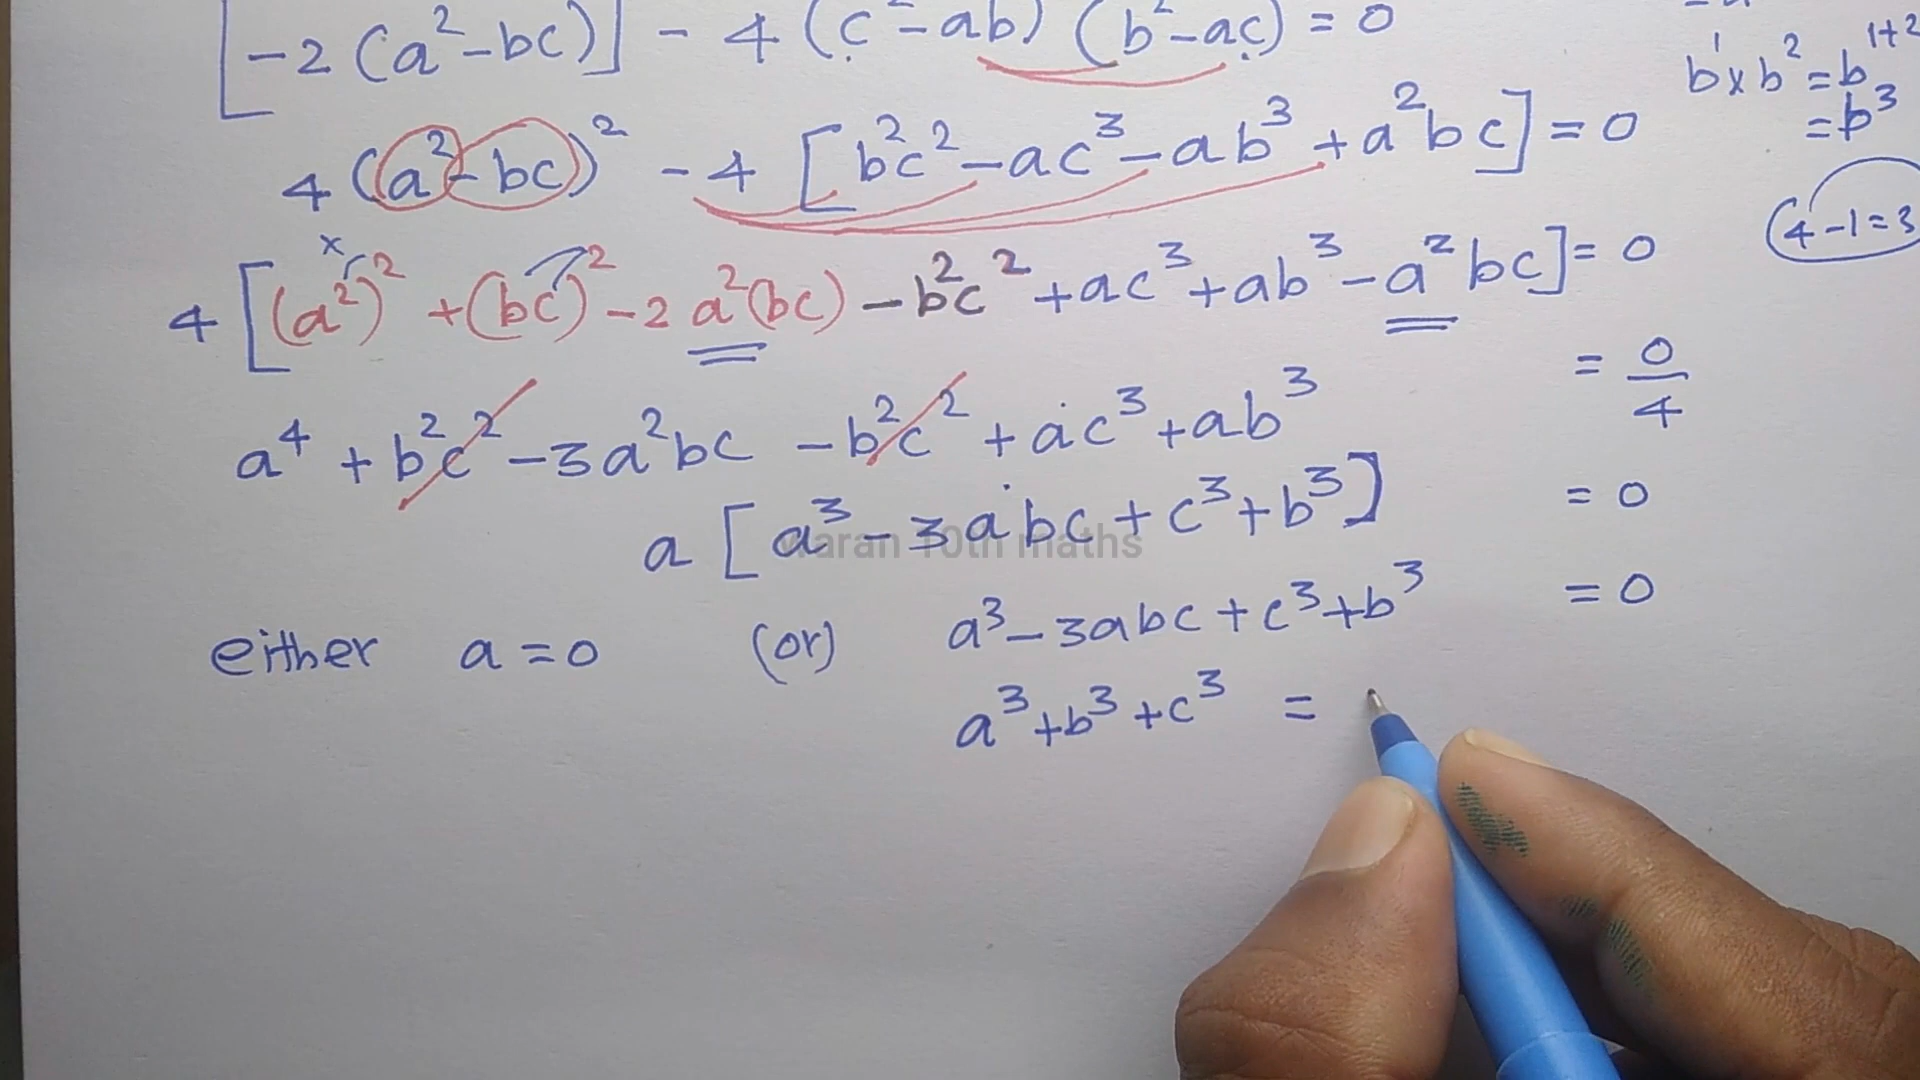 [-2(a²-bc)] - 4(c²-ab)(b²-ac) = 0
4(a²-bc)² - 4[b²c²-ac³-ab³+a²bc] = 0
4[(a²)²+(bc)²-2a²(bc)-b²c²+ac³+ab³-a²bc] = 0
a⁴+b²c²-3a²bc-b²c²+ac³+ab³ = 0/4
a[a³-3abc+c³+b³] = 0
either a=0 (or) a³-3abc+c³+b³ = 0
a³+b³+c³ =
b¹×b²=b¹⁺²
=b³
(4-1=3
waran 10th maths